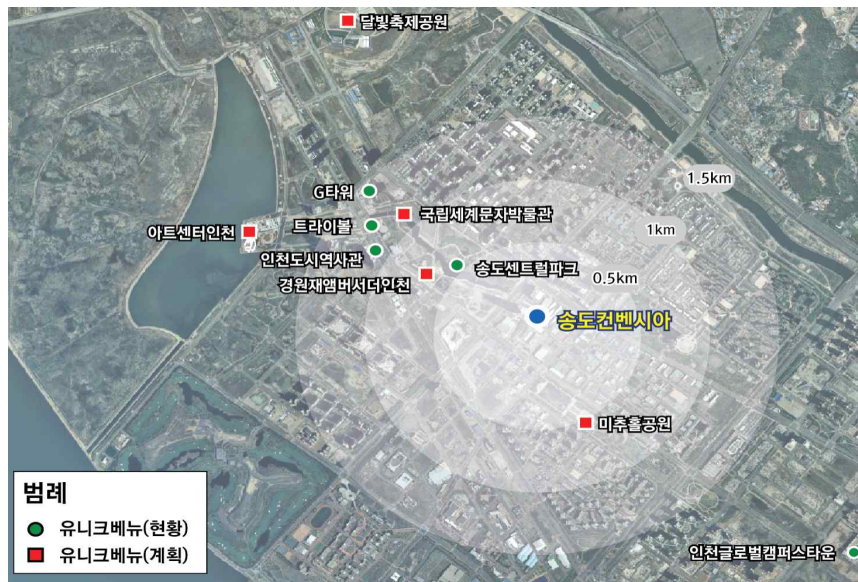 달빛축제공원
1.5km
G타워
국립세계문자박물관
트라이볼
아트센터인천
1km
인천도시역사관
송도센트럴파크
경원재앰버서더인천
0.5km
송도컨벤시아
미추홀공원
범례
유니크베뉴(현황)
유니크베뉴(계획)
인천글로벌캠퍼스타운